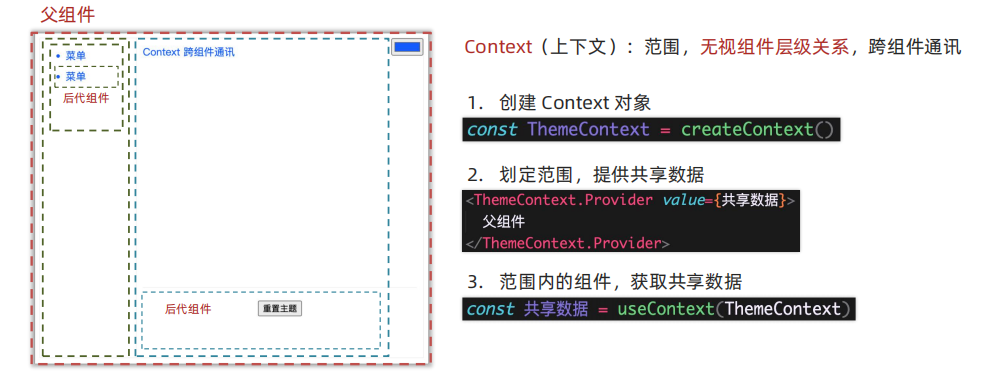 父组件
• 菜单
• 菜单
后代组件
Context 跨组件通讯
后代组件
重置主题
Context（上下文）：范围，无视组件层级关系，跨组件通讯
1. 创建 Context 对象
const ThemeContext = createContext()
2. 划定范围，提供共享数据
<ThemeContext.Provider value={共享数据}>
父组件
</ThemeContext.Provider>
3. 范围内的组件，获取共享数据
const 共享数据 = useContext(ThemeContext)